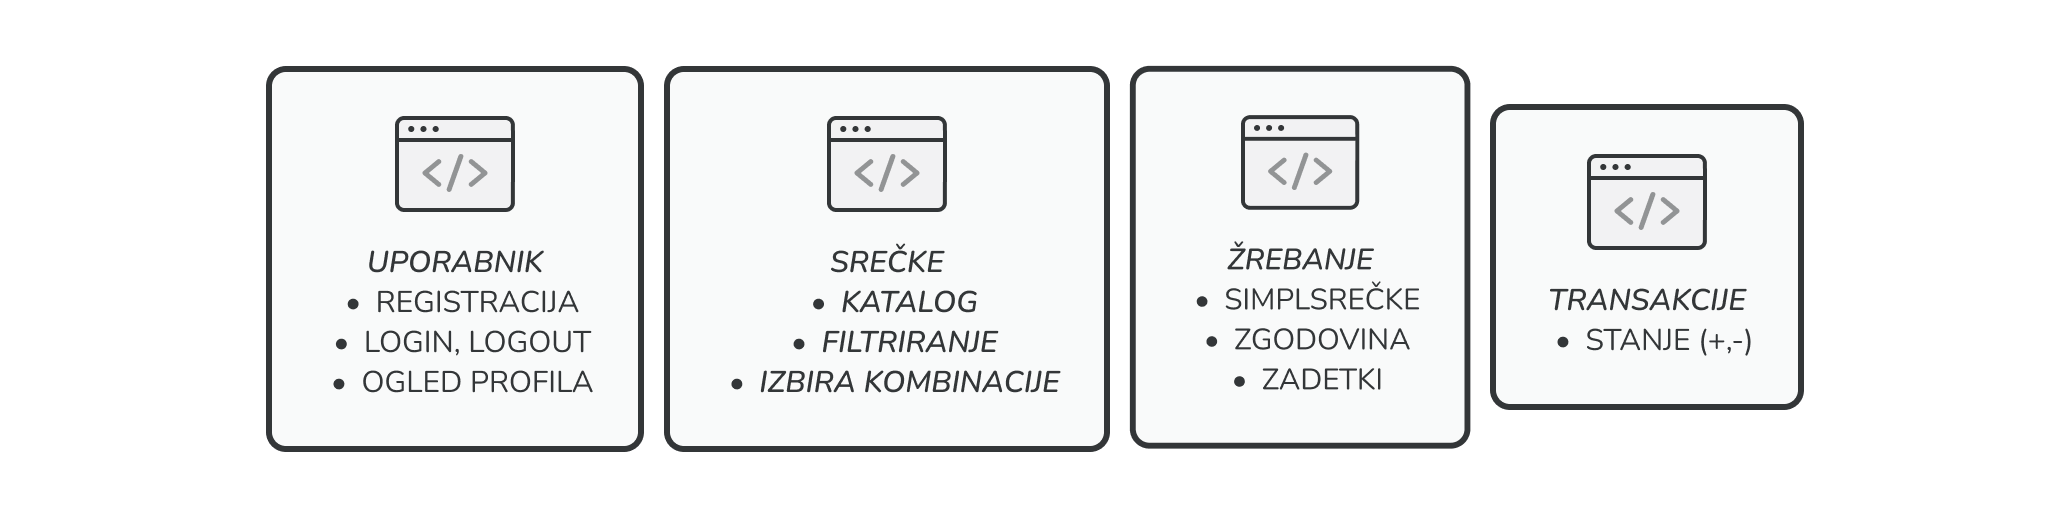 UPORABNIK
• REGISTRACIJA
• LOGIN, LOGOUT
• OGLED PROFILA
SREČKE
• KATALOG
• FILTRIRANJE
• IZBIRA KOMBINACIJE
ŽREBANJE
• SIMPLSREČKE
• ZGODOVINA
• ZADETKI
TRANSAKCIJE
• STANJE (+,-)